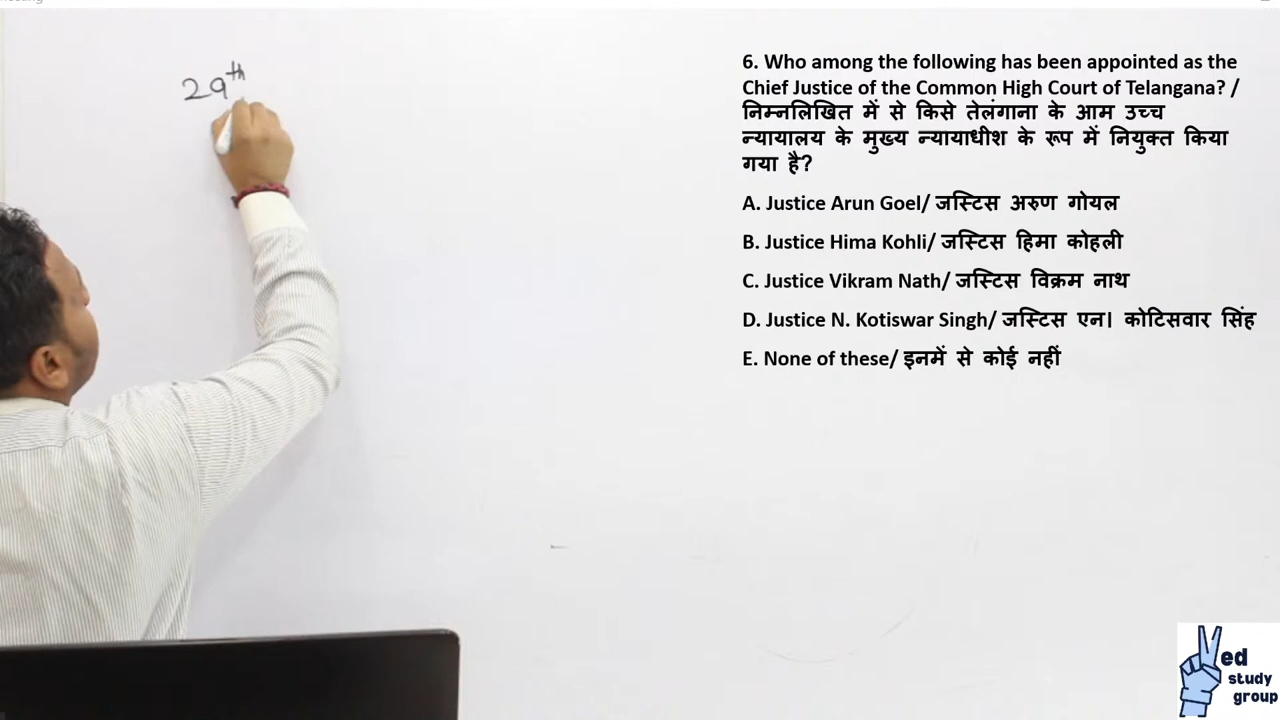 29th
6. Who among the following has been appointed as the
Chief Justice of the Common High Court of Telangana? /
निम्नलिखित में से किसे तेलंगाना के आम उच्च
न्यायालय के मुख्य न्यायाधीश के रूप में नियुक्त किया
गया है?
A. Justice Arun Goel/ जस्टिस अरुण गोयल
B. Justice Hima Kohli/ जस्टिस हिमा कोहली
C. Justice Vikram Nath/ जस्टिस विक्रम नाथ
D. Justice N. Kotiswar Singh/ जस्टिस एन। कोटिसवार सिंह
E. None of these/ इनमें से कोई नहीं
Ved
study
group